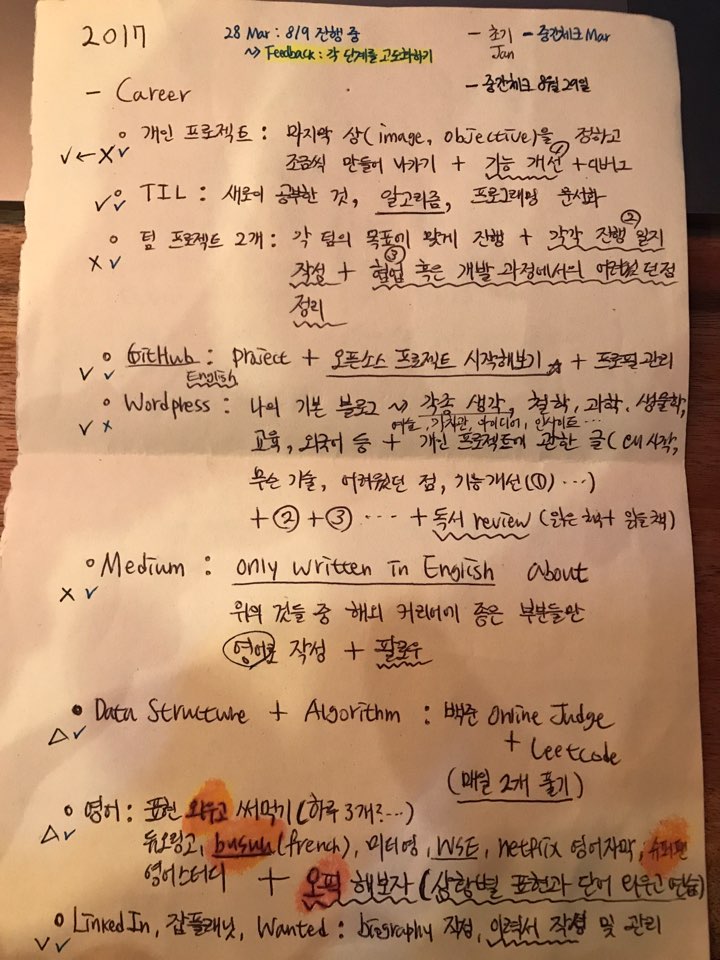 2017
28 Mar : 8/9 진행 중
→ Feedback : 각 단계를 고도화하기
- 초기 Jan
- 중간체크 Mar
- 중간체크 8월 29일
- Career
개인 프로젝트 : 마지막 상(image, objective)을 정하고
조금씩 만들어 나가기 + 기능 개선① + 디버그
TIL : 새로이 공부한 것, 알고리즘, 프로그래밍 문서화
팀 프로젝트 2개 : 각 팀의 목표에 맞게 진행 + 각각 진행 일지②
작성 + 협업③ 혹은 개발 과정에서의 어려웠던점
정리
GitHub : project + 오픈소스 프로젝트 시작해보기☆ + 프로필 관리
English
Wordpress : 나의 기본 블로그 → 각종 생각, 철학, 과학, 생물학,
예술, 가치관, 아이디어, 인사이트 ...
교육, 외국어 등 + 개인 프로젝트에 관한 글( 시작,
무슨 기술, 어려웠던 점, 기능개선(①) ...)
+ ② + ③ .... + 독서 review (읽은 책 + 읽을 책)
Medium : only written in English about
위의 것들 중 해외 커리어에 좋은 부분들만
영어로 작성 + 팔로우
Data Structure + Algorithm : 백준 Online Judge
+ Leetcode
(매일 2개 풀기)
영어 : 표현 외우고 써먹기 (하루 3개?...)
듀오링고, busuu(french), 미티영, WSE, netflix 영어자막, 슈퍼팬
영어스터디 + 오픽 해보자 (상황별 표현과 단어 외우고 연습)
LinkedIn, 잡플래닛, Wanted : biography 작성, 이력서 작성 및 관리